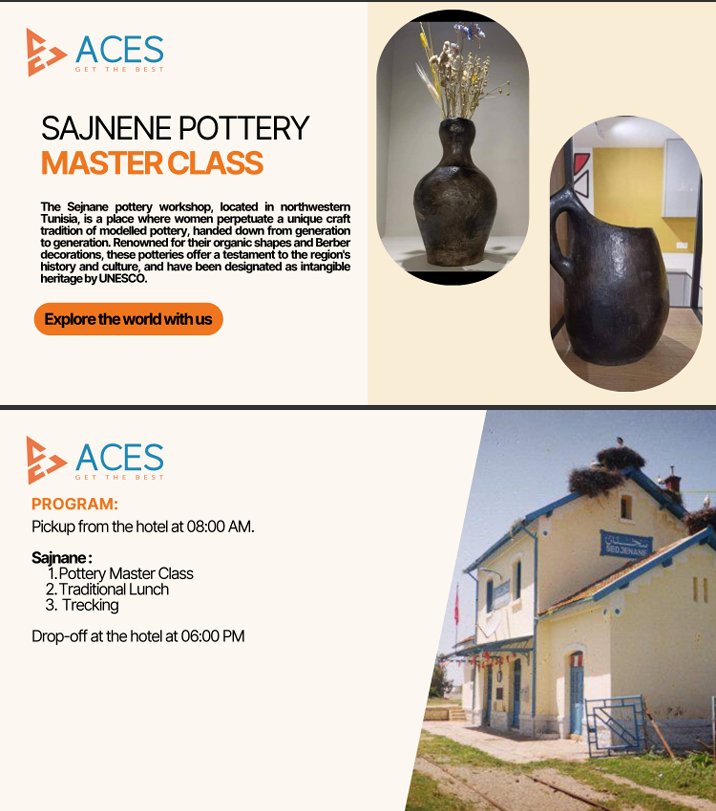 ACES
GET THE BEST
SAJNENE POTTERY
MASTER CLASS
The Sejnane pottery workshop, located in northwestern
Tunisia, is a place where women perpetuate a unique craft
tradition of modelled pottery, handed down from generation
to generation. Renowned for their organic shapes and Berber
decorations, these potteries offer a testament to the region's
history and culture, and have been designated as intangible
heritage by UNESCO.
Explore the world with us
ACES
GET THE BEST
PROGRAM:
Pickup from the hotel at 08:00 AM.
Sajnane :
1. Pottery Master Class
2. Traditional Lunch
3. Trecking
Drop-off at the hotel at 06:00 PM
SEDJENANE